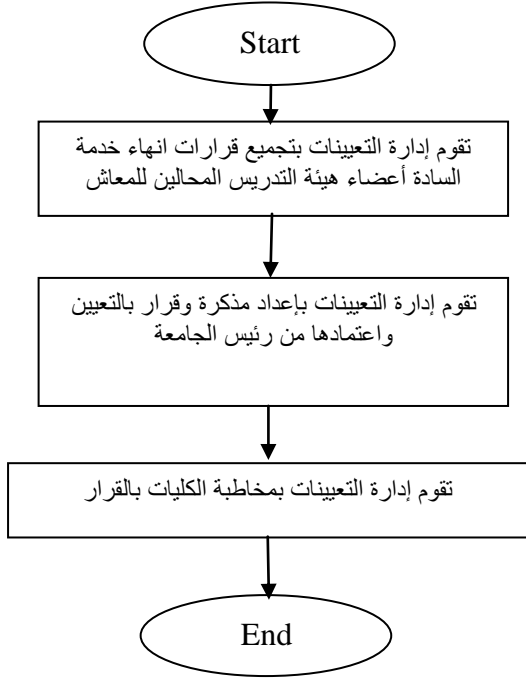 Start
تقوم إدارة التعيينات بتجميع قرارات انهاء خدمة
السادة أعضاء هيئة التدريس المحالين للمعاش
تقوم إدارة التعيينات بإعداد مذكرة وقرار بالتعيين
واعتمادها من رئيس الجامعة
تقوم إدارة التعيينات بمخاطبة الكليات بالقرار
End